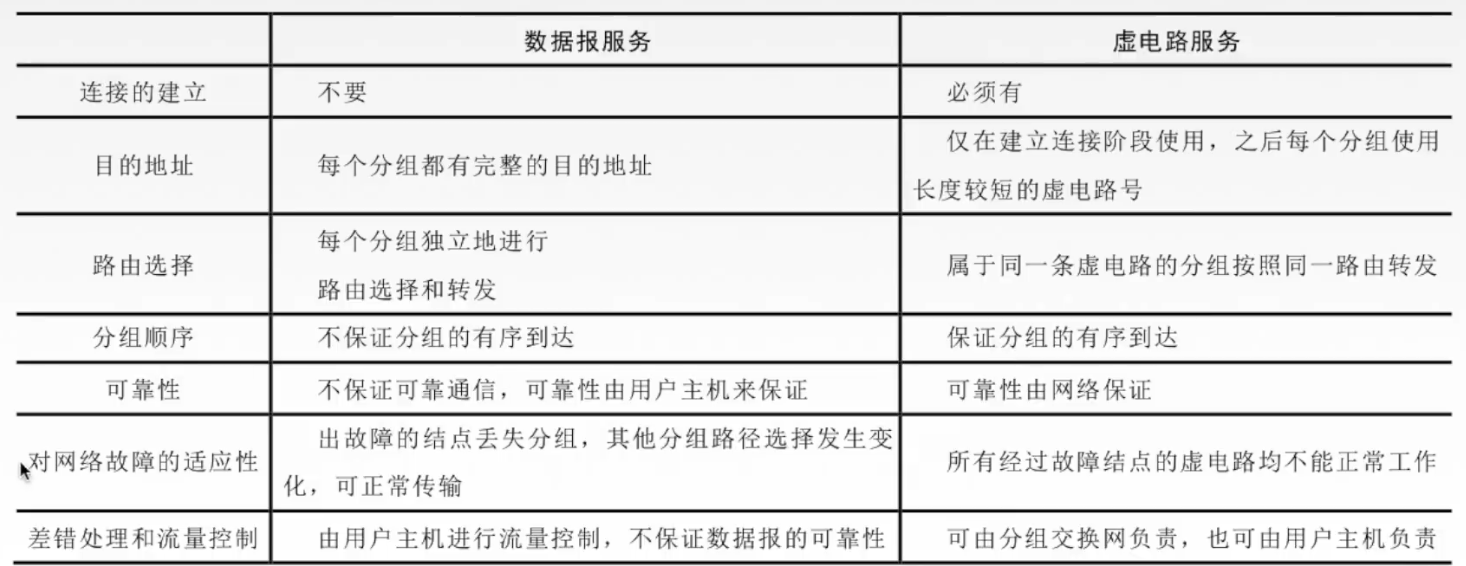 数据报服务 虚电路服务
连接的建立 不要 必须有
目的地址 每个分组都有完整的目的地址 仅在建立连接阶段使用，之后每个分组使用
长度较短的虚电路号
路由选择 每个分组独立地进行
路由选择和转发 属于同一条虚电路的分组按照同一路由转发
分组顺序 不保证分组的有序到达 保证分组的有序到达
可靠性 不保证可靠通信，可靠性由用户主机来保证 可靠性由网络保证
对网络故障的适应性 出故障的结点丢失分组，其他分组路径选择发生变
化，可正常传输 所有经过故障结点的虚电路均不能正常工作
差错处理和流量控制 由用户主机进行流量控制，不保证数据报的可靠性 可由分组交换网负责，也可由用户主机负责